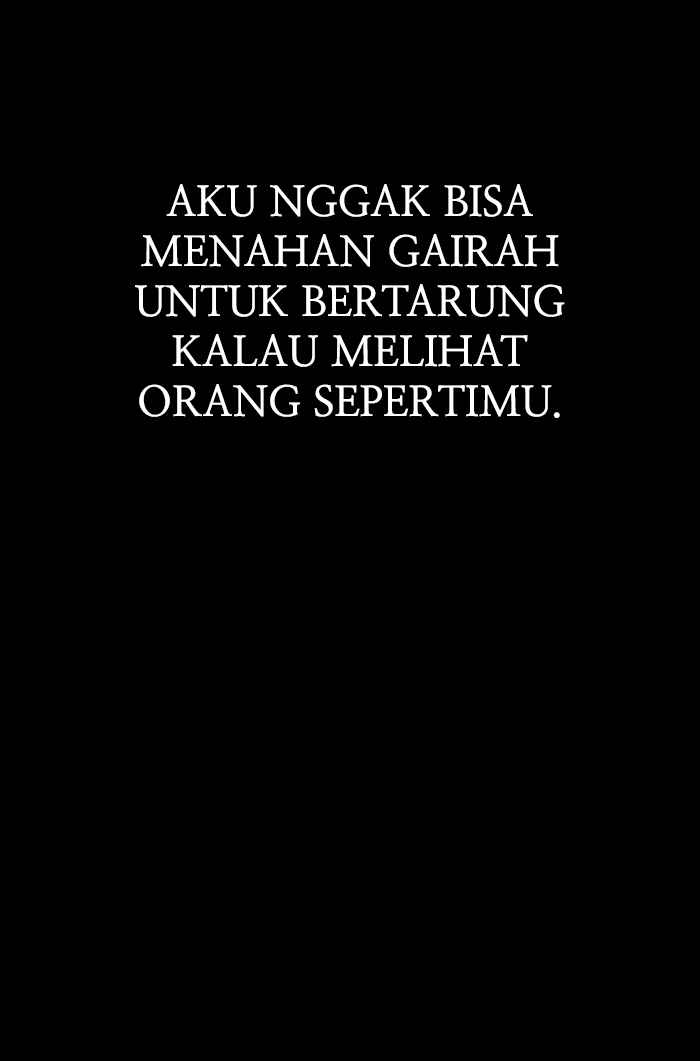 AKU NGGAK BISA
MENAHAN GAIRAH
UNTUK BERTARUNG
KALAU MELIHAT
ORANG SEPERTIMU.